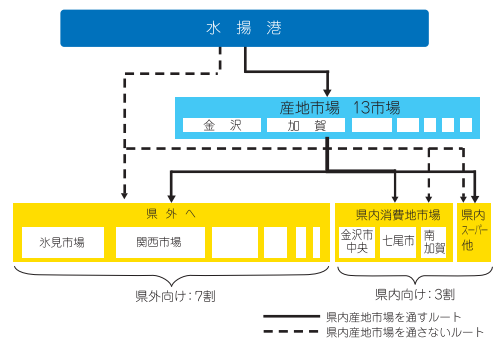 水揚港
産地市場 13市場
金沢
加賀
県外へ
氷見市場
関西市場
県内消費地市場
金沢市
中央
七尾市
南
加賀
県内
スーパー
他
県外向け：7割
県内向け：3割
県内産地市場を通すルート
県内産地市場を通さないルート